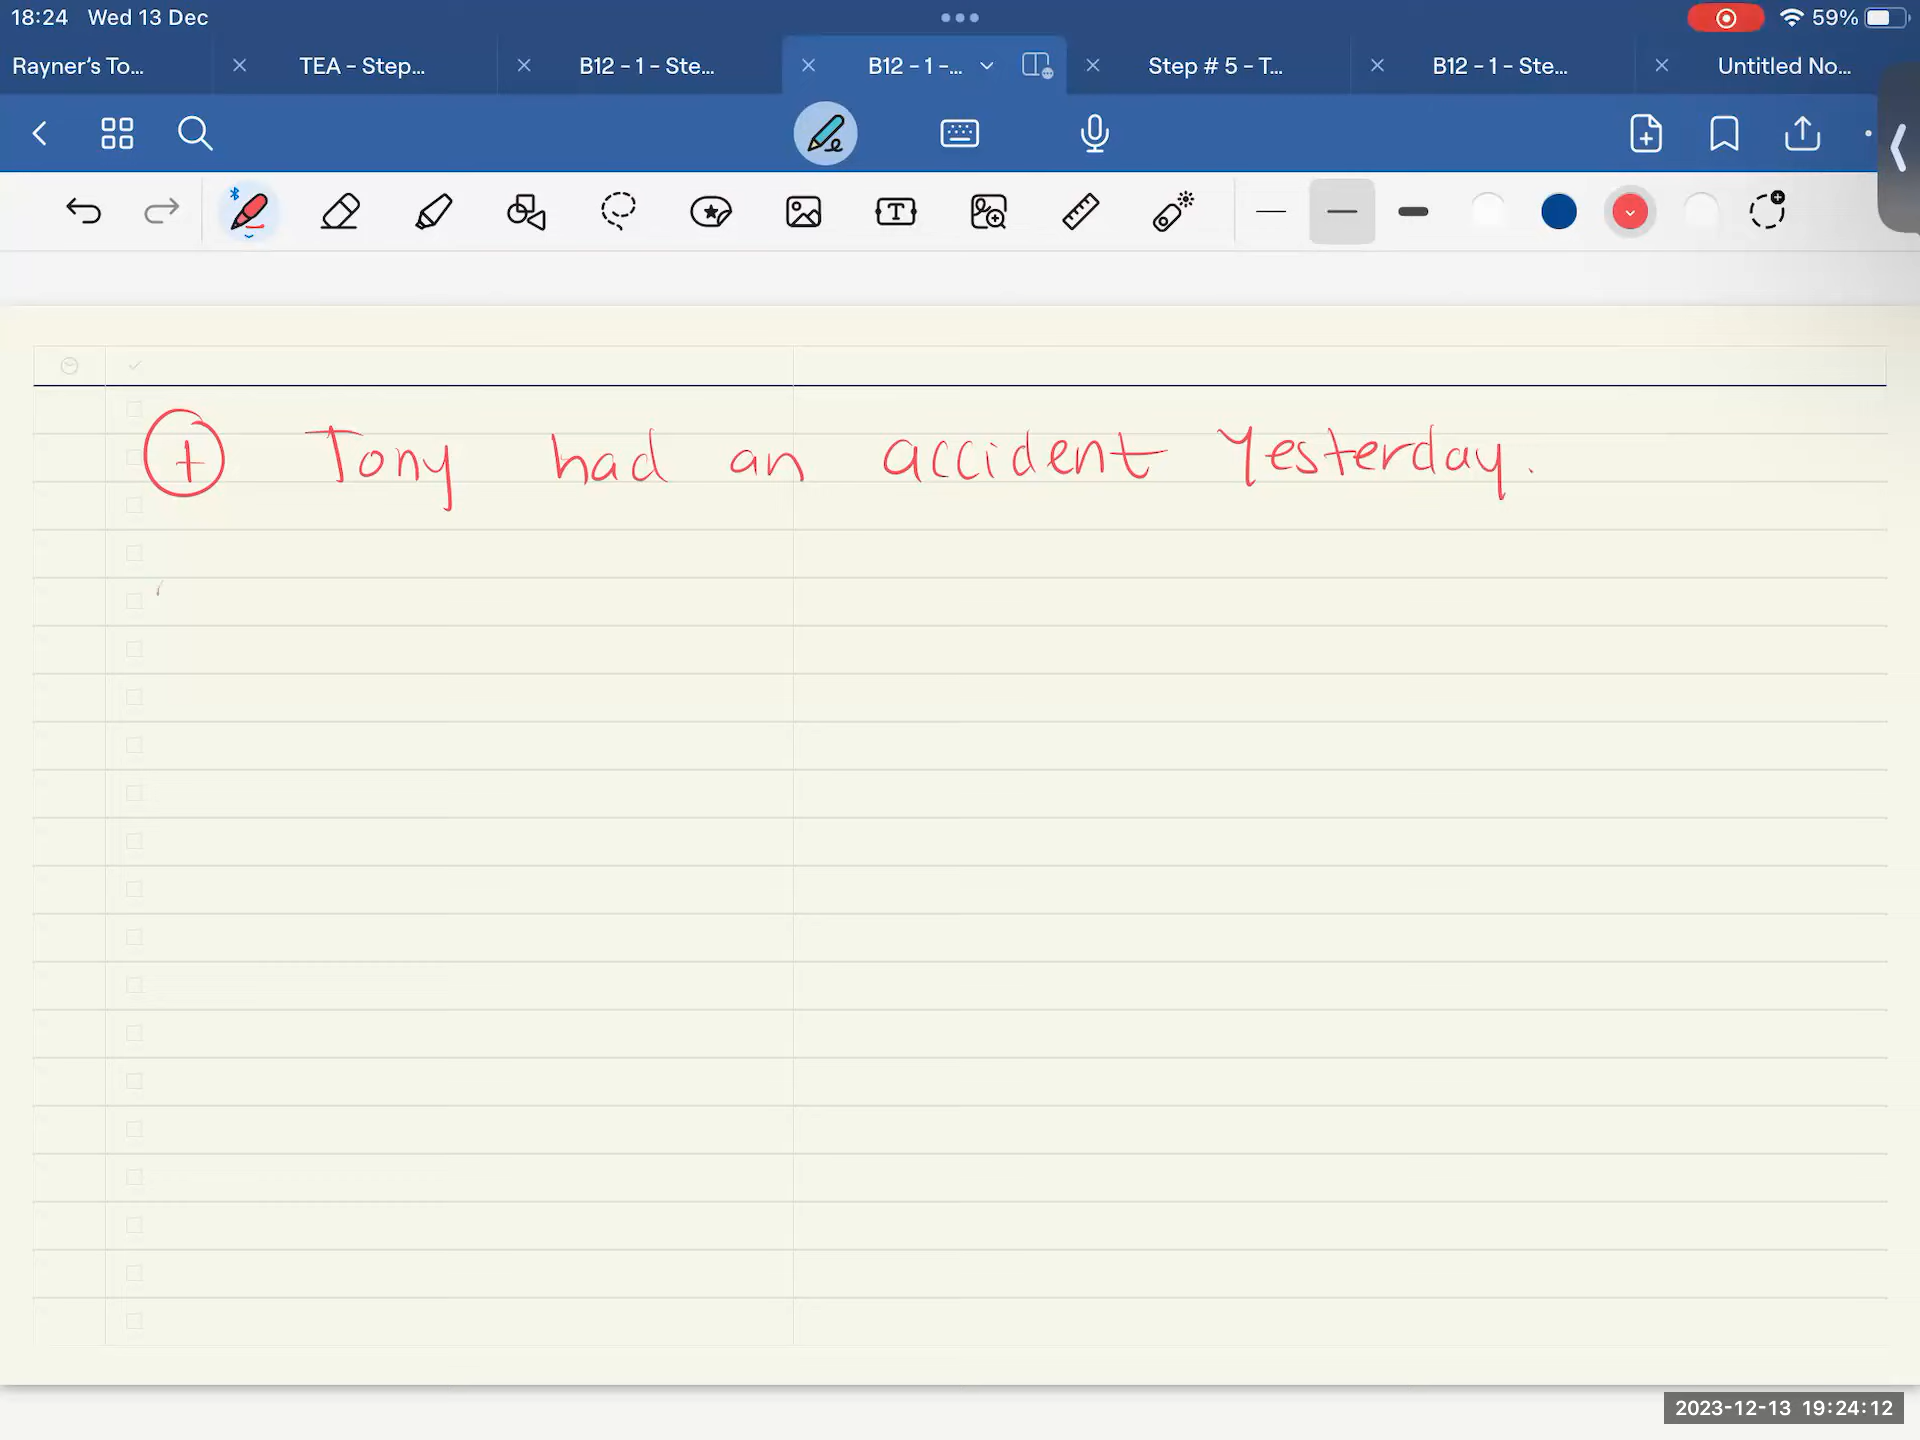 18:24 Wed 13 Dec
59%
Rayner's To...
TEA - Step...
B12 - 1 - Ste...
B12 - 1 -...
Step # 5 - T...
B12 - 1 - Ste...
Untitled No...
+ Tony had an accident Yesterday.
2023-12-13 19:24:12